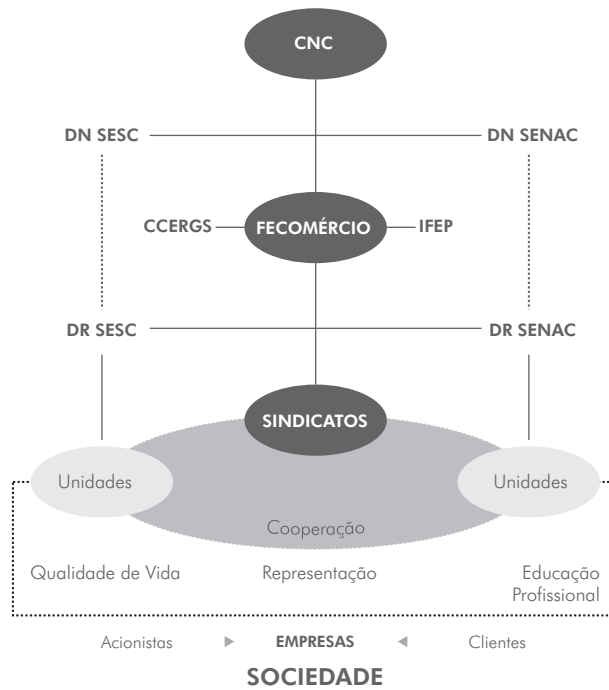 CNC
DN SESC
DN SENAC
CCERGS
FECOMÉRCIO
IFEP
DR SESC
DR SENAC
SINDICATOS
Unidades
Unidades
Cooperação
Qualidade de Vida
Representação
Educação
Profissional
Acionistas
EMPRESAS
Clientes
SOCIEDADE